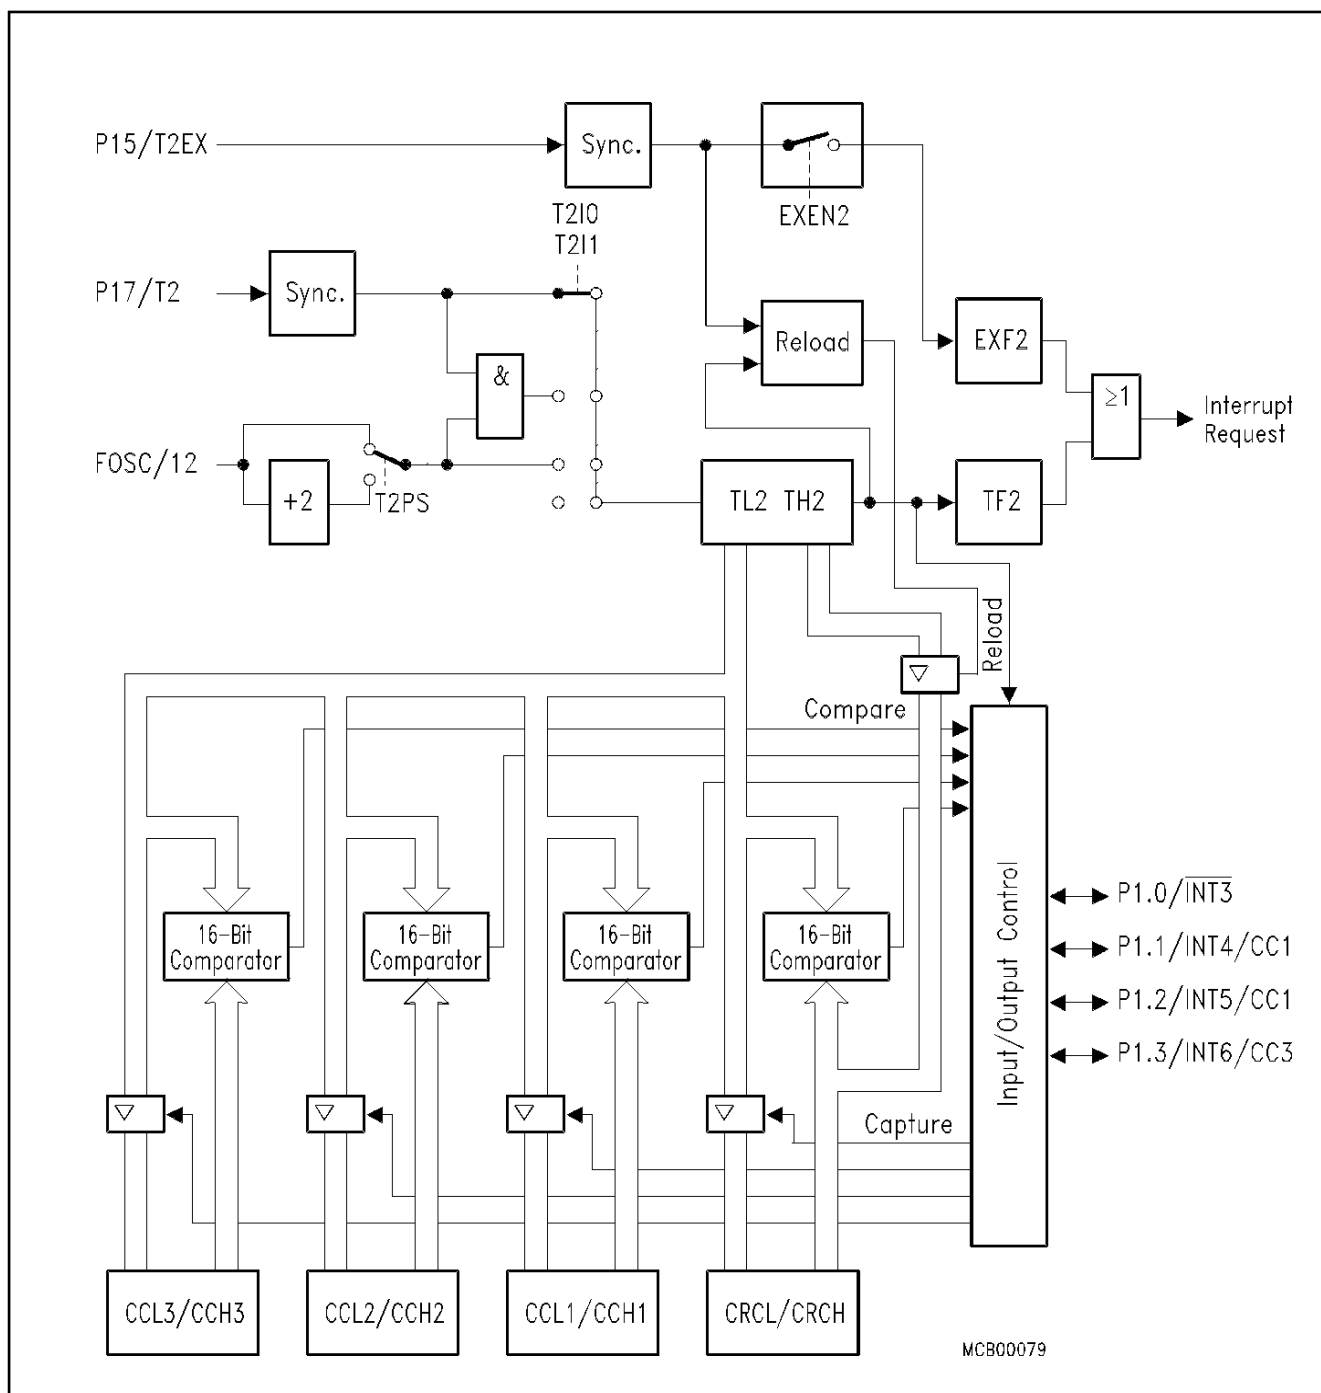 P15/T2EX
Sync.
EXEN2
T2I0
T2I1
P17/T2
Sync.
Reload
EXF2
&
≥1
Interrupt
Request
FOSC/12
+2
T2PS
TL2 TH2
TF2
Reload
Compare
16-Bit
Comparator
16-Bit
Comparator
16-Bit
Comparator
16-Bit
Comparator
Input/Output Control
P1.0/INT3
P1.1/INT4/CC1
P1.2/INT5/CC1
P1.3/INT6/CC3
Capture
CCL3/CCH3
CCL2/CCH2
CCL1/CCH1
CRCL/CRCH
MCB00079